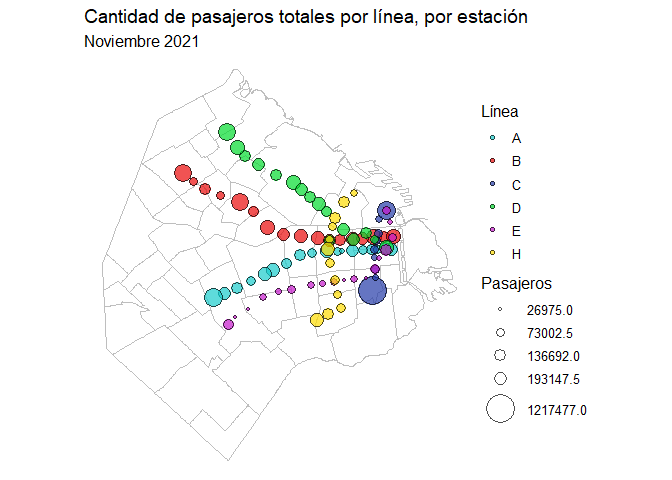 Cantidad de pasajeros totales por línea, por estación
Noviembre 2021
Línea
A
B
C
D
E
H
Pasajeros
26975.0
73002.5
136692.0
193147.5
1217477.0